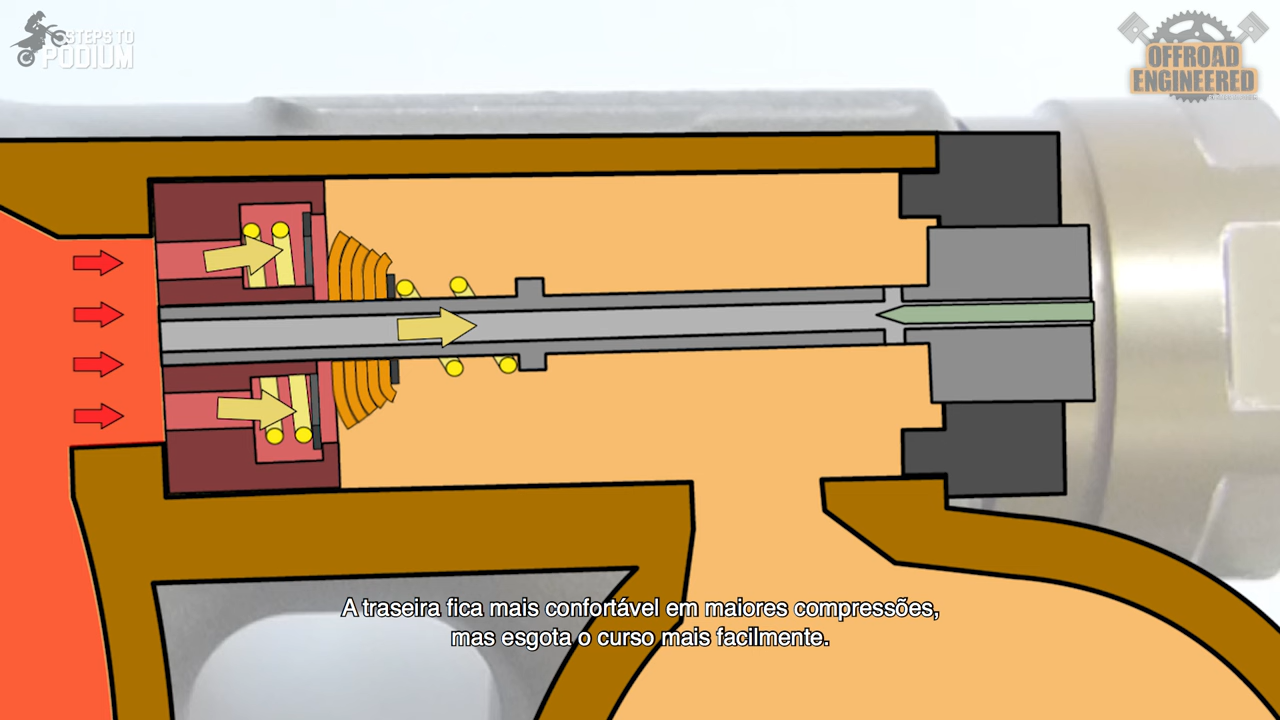 STEPS TO
PODIUM
OFFROAD
ENGINEERED
A traseira fica mais confortável em maiores compressões,
mas esgota o curso mais facilmente.